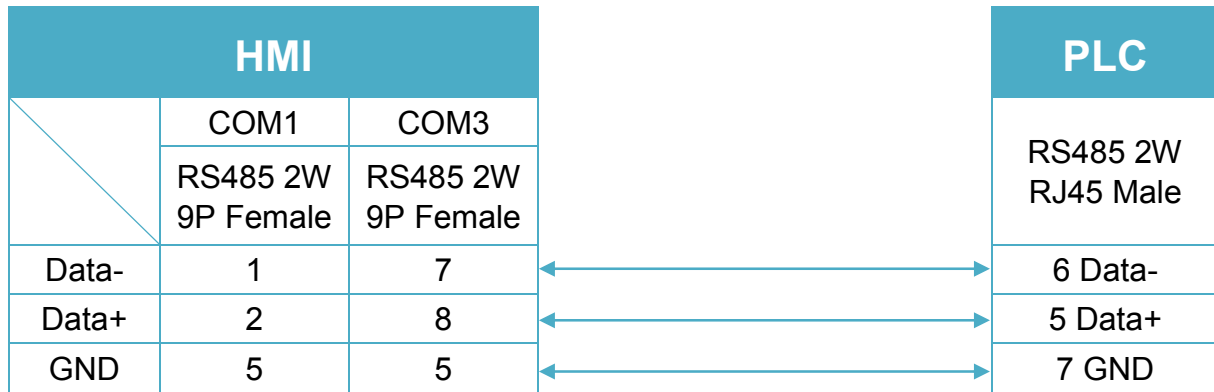 HMI PLC
COM1 COM3
RS485 2W RS485 2W RS485 2W
9P Female 9P Female RJ45 Male
Data- 1 7 6 Data-
Data+ 2 8 5 Data+
GND 5 5 7 GND